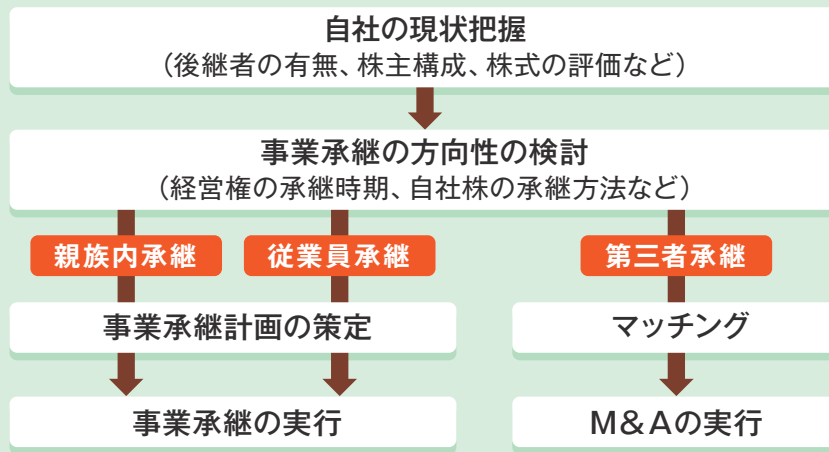 自社の現状把握
（後継者の有無、株主構成、株式の評価など）
事業承継の方向性の検討
（経営権の承継時期、自社株の承継方法など）
親族内承継
従業員承継
第三者承継
事業承継計画の策定
マッチング
事業承継の実行
M&Aの実行